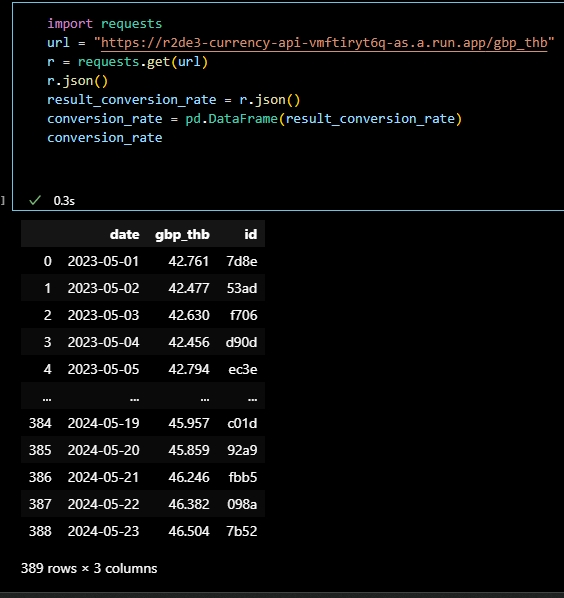 import requests
url = "https://r2de3-currency-api-vmftiryt6q-as.a.run.app/gbp_thb"
r = requests.get(url)
r.json()
result_conversion_rate = r.json()
conversion_rate = pd.DataFrame(result_conversion_rate)
conversion_rate
] ✓ 0.3s
date gbp_thb id
0 2023-05-01 42.761 7d8e
1 2023-05-02 42.477 53ad
2 2023-05-03 42.630 f706
3 2023-05-04 42.456 d90d
4 2023-05-05 42.794 ec3e
... ... ... ...
384 2024-05-19 45.957 c01d
385 2024-05-20 45.859 92a9
386 2024-05-21 46.246 fbb5
387 2024-05-22 46.382 098a
388 2024-05-23 46.504 7b52
389 rows × 3 columns